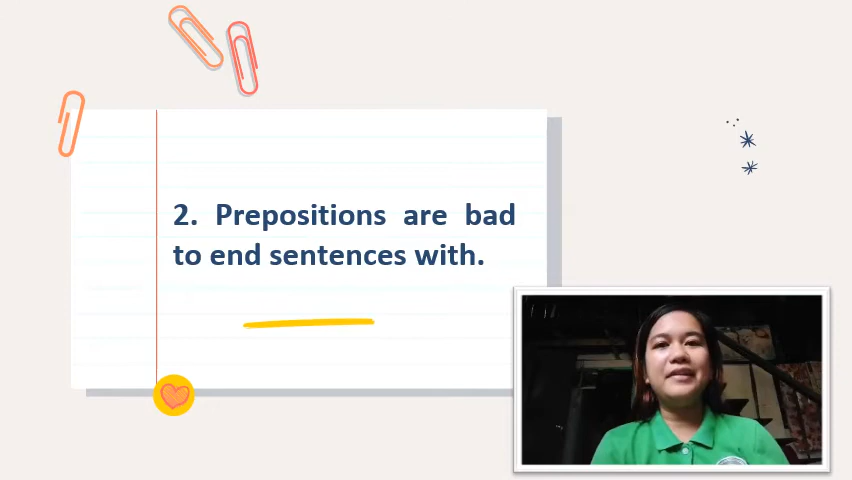 2. Prepositions are bad
to end sentences with.